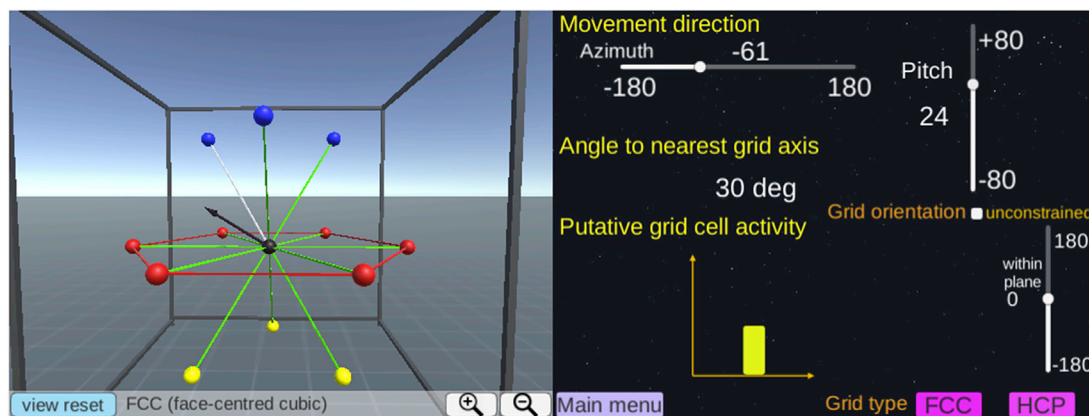 Movement direction
Azimuth
-61
-180
180
+80
Pitch
24
-80
Angle to nearest grid axis
30 deg
Grid orientation
unconstrained
Putative grid cell activity
180
within
plane
0
-180
view reset
FCC (face-centred cubic)
Main menu
Grid type
FCC
HCP